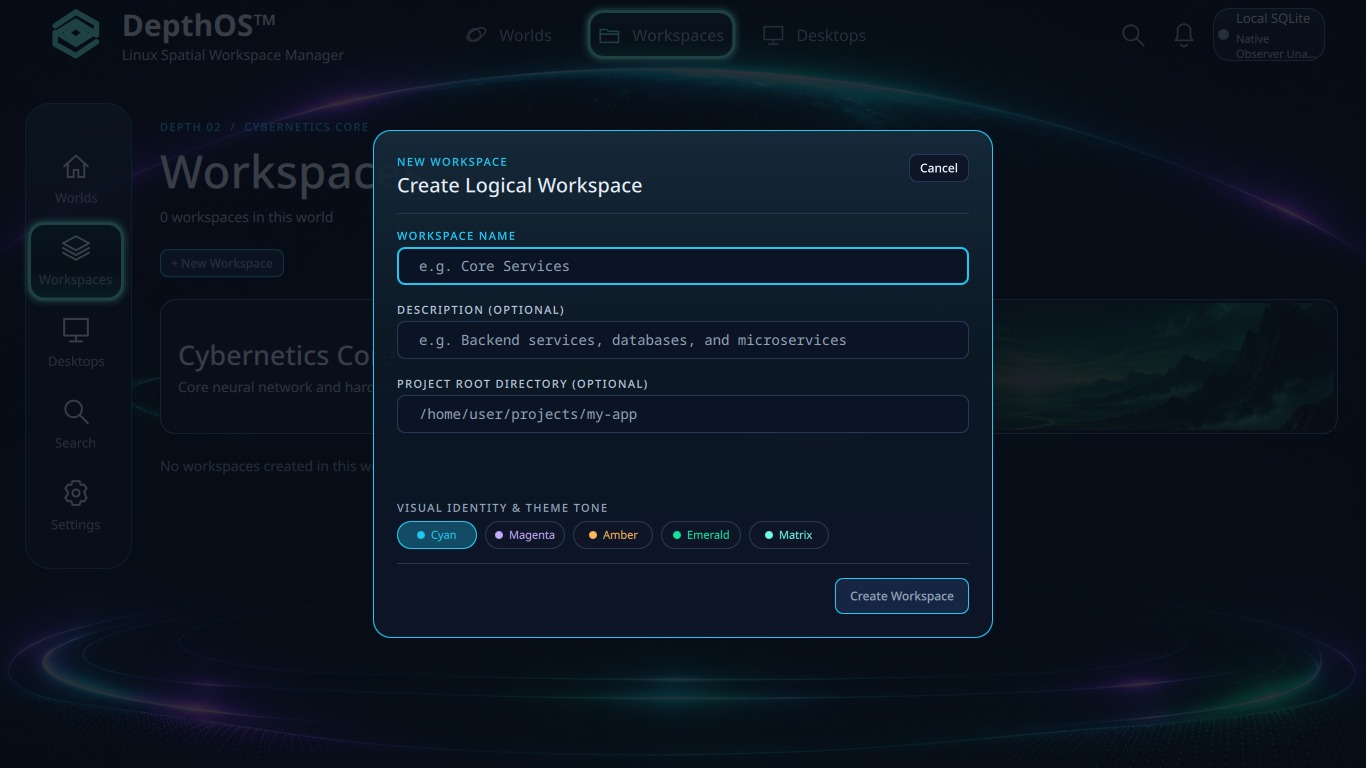 DepthOS™
Linux Spatial Workspace Manager
Worlds
Workspaces
Desktops
Local SQLite
Native
Observer Una...
Worlds
Workspaces
Desktops
Search
Settings
DEPTH 02 / CYBERNETICS CORE
Workspac
0 workspaces in this world
+ New Workspace
Cybernetics Core
Core neural network and hard
No workspaces created in this wo
NEW WORKSPACE
Create Logical Workspace
Cancel
WORKSPACE NAME
e.g. Core Services
DESCRIPTION (OPTIONAL)
e.g. Backend services, databases, and microservices
PROJECT ROOT DIRECTORY (OPTIONAL)
/home/user/projects/my-app
VISUAL IDENTITY & THEME TONE
Cyan
Magenta
Amber
Emerald
Matrix
Create Workspace